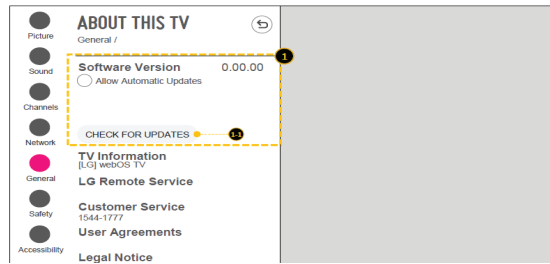 ABOUT THIS TV
General /
Picture
Sound
Channels
Network
General
Safety
Accessibility
1
Software Version 0.00.00
Allow Automatic Updates
CHECK FOR UPDATES 1-1
TV Information
[LG] webOS TV
LG Remote Service
Customer Service
1544-1777
User Agreements
Legal Notice